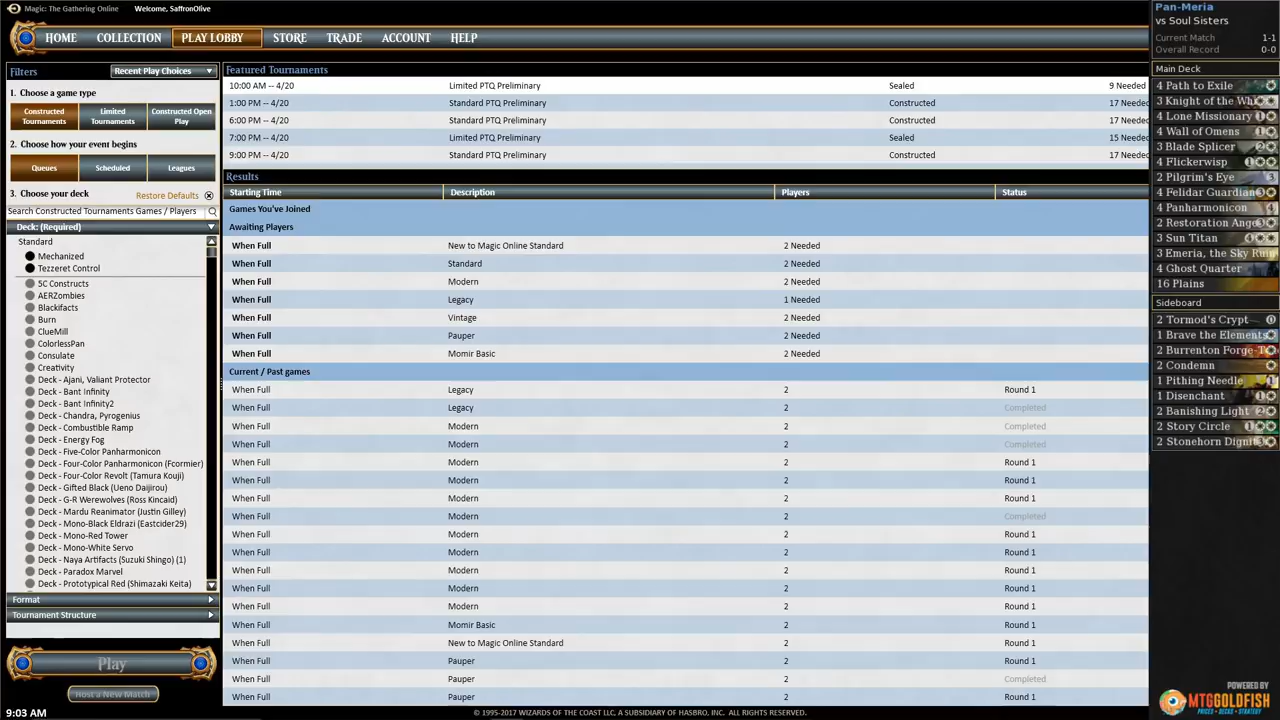 Magic: The Gathering Online Welcome, SaffronOlive
HOME COLLECTION PLAY LOBBY STORE TRADE ACCOUNT HELP
Filters Recent Play Choices
1. Choose a game type
Constructed Tournaments Limited Tournaments Constructed Open Play
2. Choose how your event begins
Queues Scheduled Leagues
3. Choose your deck Restore Defaults
Search Constructed Tournaments Games / Players
Deck: (Required)
Standard
Mechanized
Tezzeret Control
5C Constructs
AERZombies
Blackifacts
Burn
ClueMill
ColorlessPan
Consulate
Creativity
Deck - Ajani, Valiant Protector
Deck - Bant Infinity
Deck - Bant Infinity2
Deck - Chandra, Pyrogenius
Deck - Combustible Ramp
Deck - Energy Fog
Deck - Five-Color Panharmonicon
Deck - Four-Color Panharmonicon (Fcormier)
Deck - Four-Color Revolt (Tamura Kouji)
Deck - Gifted Black (Ueno Daijirou)
Deck - G-R Werewolves (Ross Kincaid)
Deck - Mardu Reanimator (Justin Gilley)
Deck - Mono-Black Eldrazi (Eastcider29)
Deck - Mono-Red Tower
Deck - Mono-White Servo
Deck - Naya Artifacts (Suzuki Shingo) (1)
Deck - Paradox Marvel
Deck - Prototypical Red (Shimazaki Keita)
Format
Tournament Structure
Play
Host a New Match
9:03 AM
Featured Tournaments
10:00 AM -- 4/20 Limited PTQ Preliminary Sealed 9 Needed
1:00 PM -- 4/20 Standard PTQ Preliminary Constructed 17 Needed
6:00 PM -- 4/20 Standard PTQ Preliminary Constructed 17 Needed
7:00 PM -- 4/20 Limited PTQ Preliminary Sealed 15 Needed
9:00 PM -- 4/20 Standard PTQ Preliminary Constructed 17 Needed
Results
Starting Time Description Players Status
Games You've Joined
Awaiting Players
When Full New to Magic Online Standard 2 Needed
When Full Standard 2 Needed
When Full Modern 2 Needed
When Full Legacy 1 Needed
When Full Vintage 2 Needed
When Full Pauper 2 Needed
When Full Momir Basic 2 Needed
Current / Past games
When Full Legacy 2 Round 1
When Full Legacy 2 Completed
When Full Modern 2 Completed
When Full Modern 2 Completed
When Full Modern 2 Round 1
When Full Modern 2 Round 1
When Full Modern 2 Round 1
When Full Modern 2 Completed
When Full Modern 2 Round 1
When Full Modern 2 Round 1
When Full Modern 2 Round 1
When Full Modern 2 Round 1
When Full Modern 2 Round 1
When Full Momir Basic 2 Round 1
When Full New to Magic Online Standard 2 Round 1
When Full Pauper 2 Round 1
When Full Pauper 2 Completed
When Full Pauper 2 Round 1
© 1995-2017 WIZARDS OF THE COAST LLC, A SUBSIDIARY OF HASBRO, INC. ALL RIGHTS RESERVED.
Pan-Meria
vs Soul Sisters
Current Match 1-1
Overall Record 0-0
Main Deck
4 Path to Exile
3 Knight of the Whi
4 Lone Missionary
4 Wall of Omens
3 Blade Splicer
4 Flickerwisp
2 Pilgrim's Eye
4 Felidar Guardian
4 Panharmonicon
2 Restoration Ange
3 Sun Titan
3 Emeria, the Sky Ruin
4 Ghost Quarter
16 Plains
Sideboard
2 Tormod's Crypt
1 Brave the Elements
2 Burrenton Forge-T
2 Condemn
1 Pithing Needle
1 Disenchant
2 Banishing Light
2 Story Circle
2 Stonehorn Dignit
POWERED BY
MTGGOLDFISH
PRICES • DECKS • STRATEGY